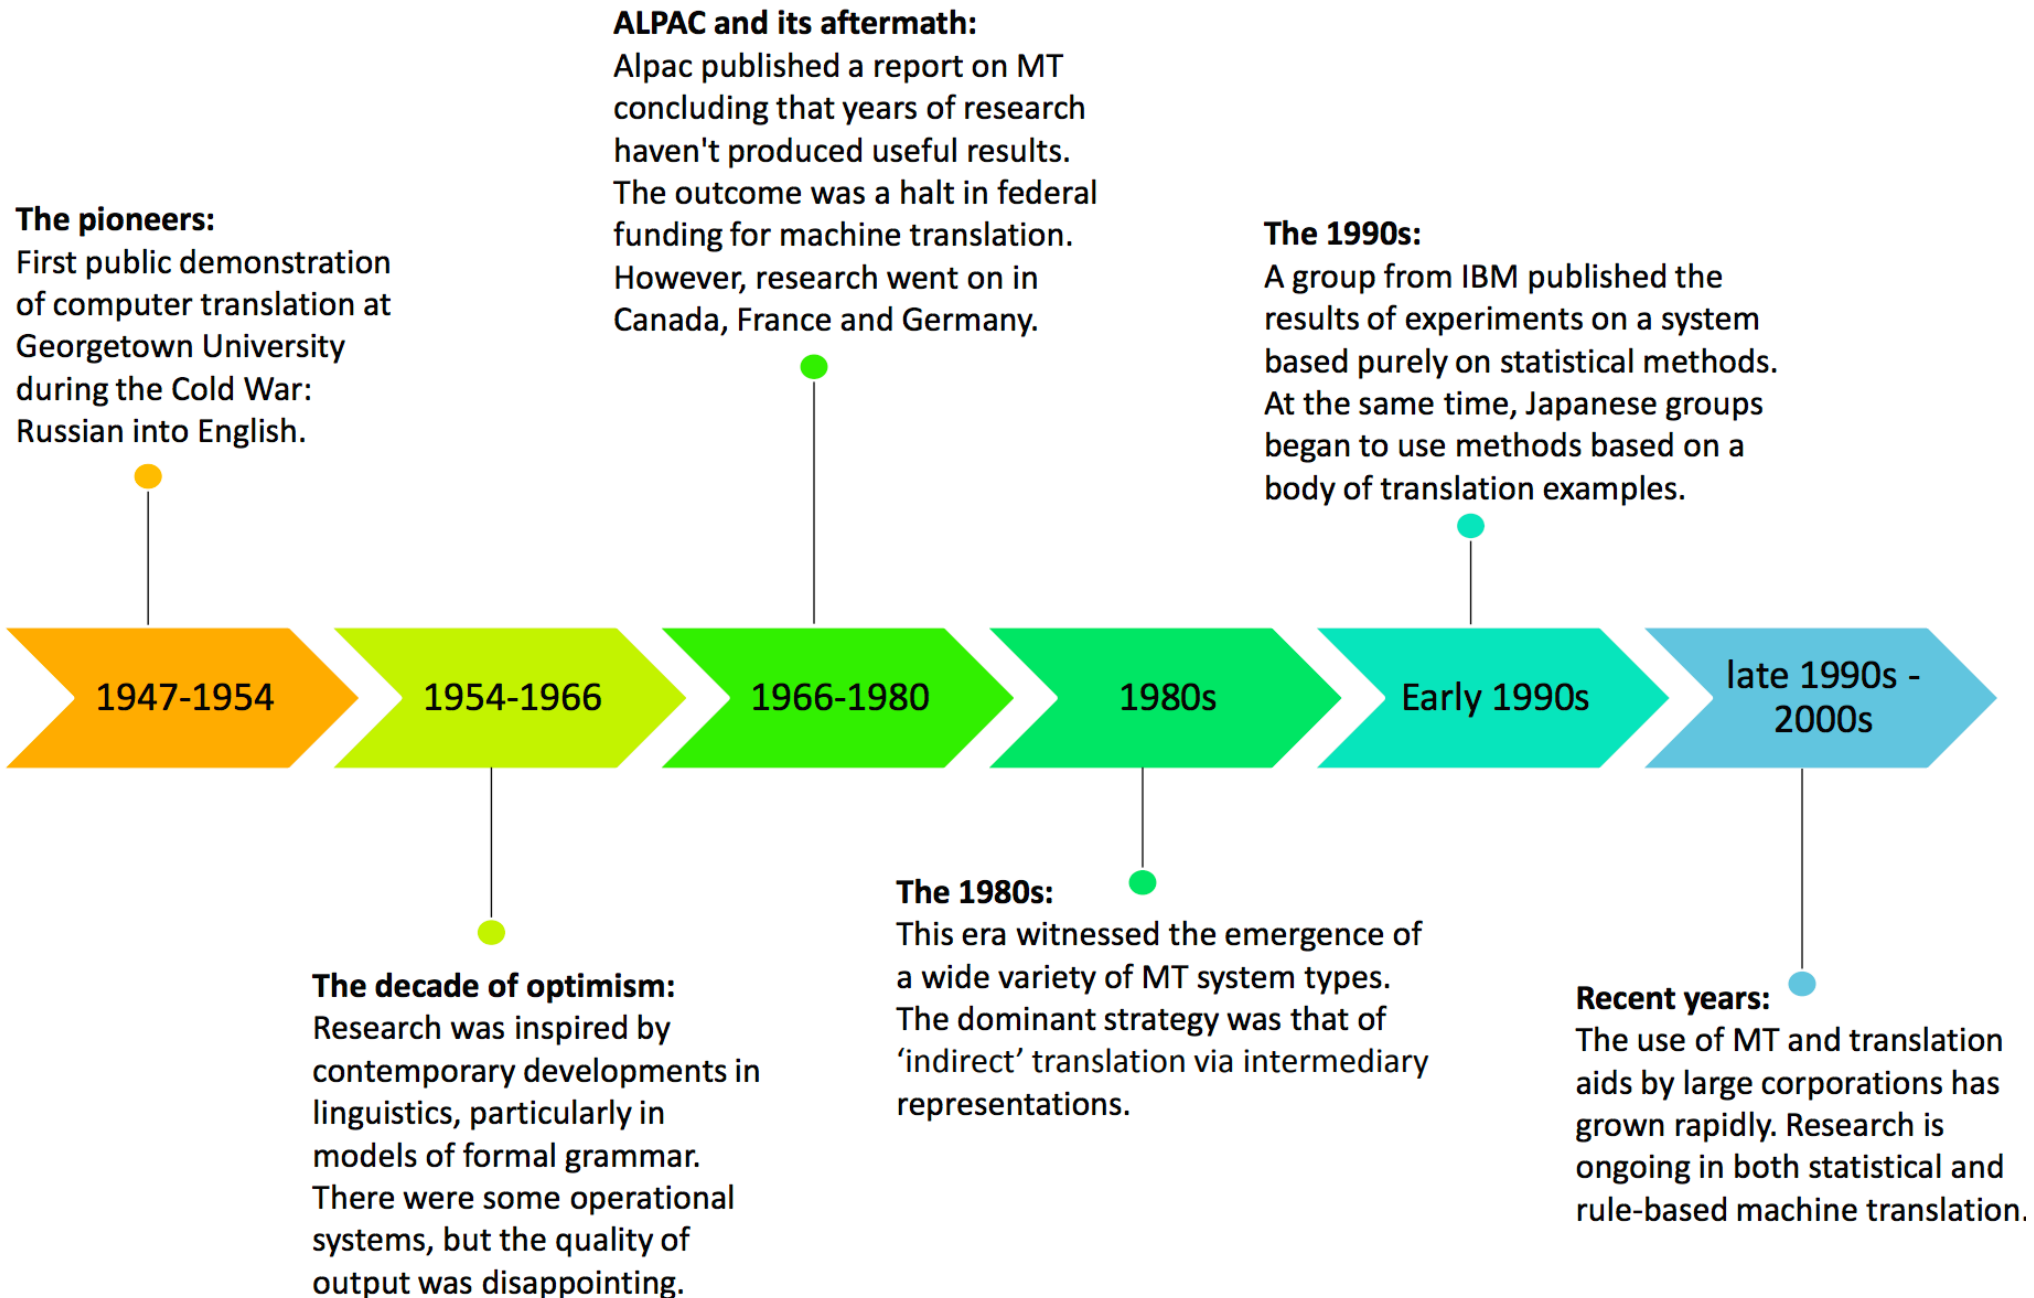 ALPAC and its aftermath:
Alpac published a report on MT
concluding that years of research
haven't produced useful results.
The outcome was a halt in federal
funding for machine translation.
However, research went on in
Canada, France and Germany.
The pioneers:
First public demonstration
of computer translation at
Georgetown University
during the Cold War:
Russian into English.
The 1990s:
A group from IBM published the
results of experiments on a system
based purely on statistical methods.
At the same time, Japanese groups
began to use methods based on a
body of translation examples.
1947-1954
1954-1966
1966-1980
1980s
Early 1990s
late 1990s -
2000s
The decade of optimism:
Research was inspired by
contemporary developments in
linguistics, particularly in
models of formal grammar.
There were some operational
systems, but the quality of
output was disappointing.
The 1980s:
This era witnessed the emergence of
a wide variety of MT system types.
The dominant strategy was that of
‘indirect’ translation via intermediary
representations.
Recent years:
The use of MT and translation
aids by large corporations has
grown rapidly. Research is
ongoing in both statistical and
rule-based machine translation.